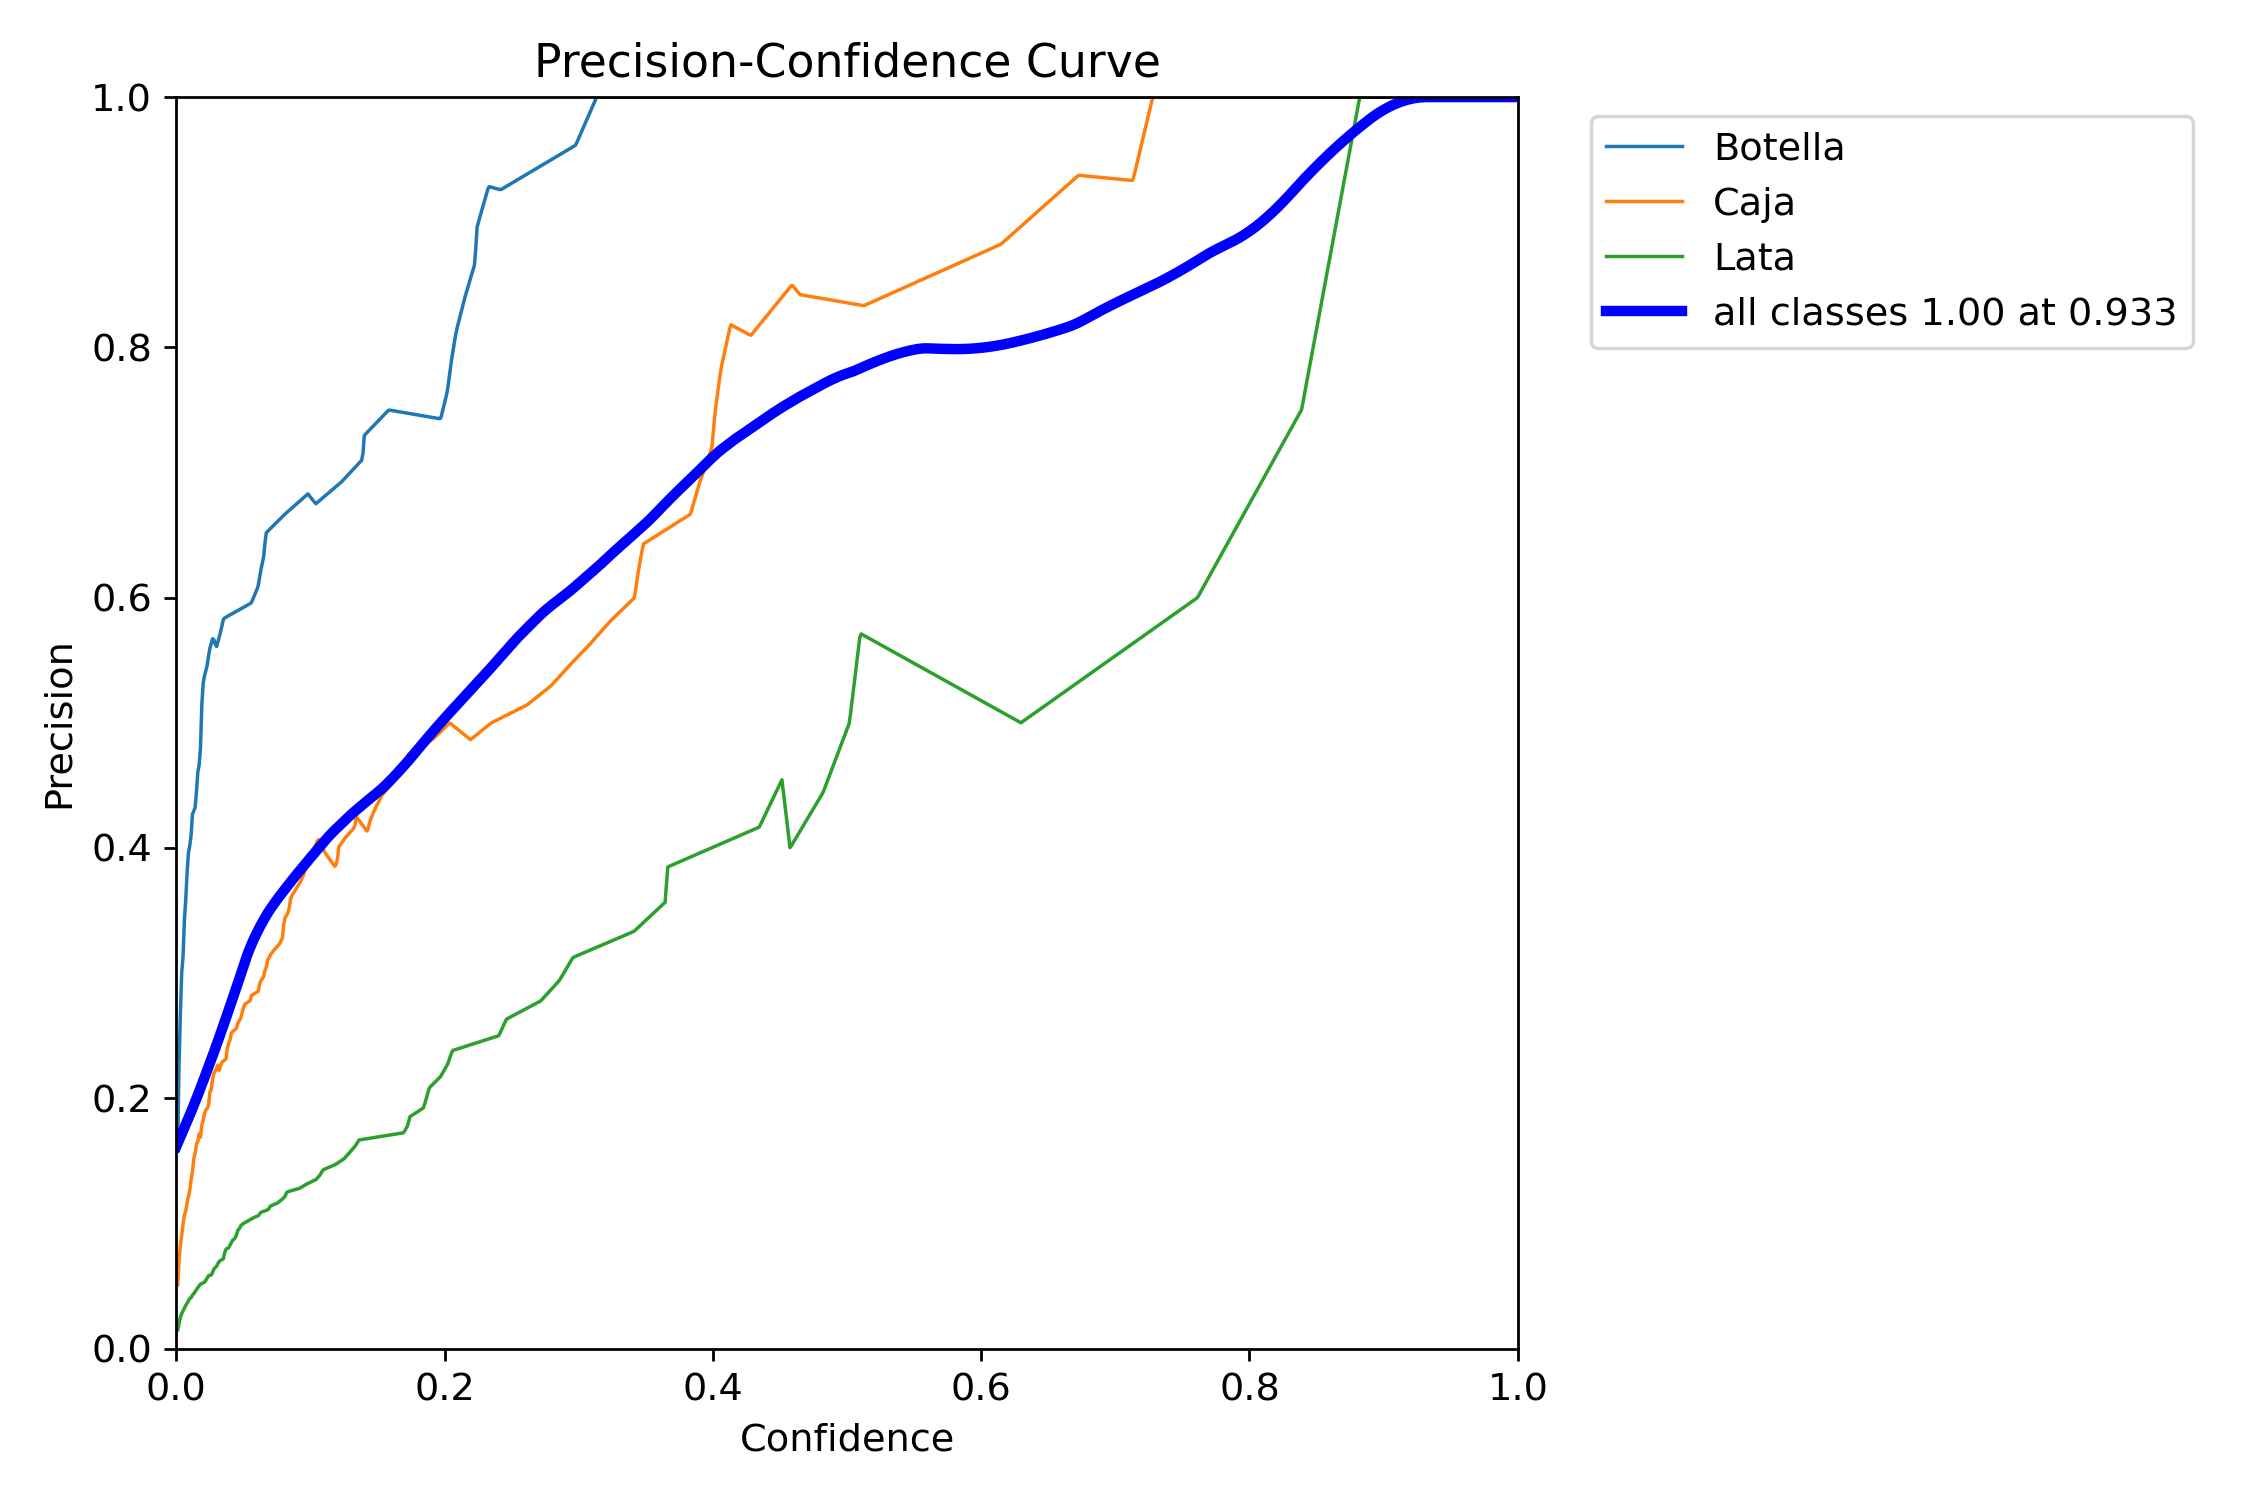 Precision-Confidence Curve
1.0
0.8
0.6
0.4
0.2
0.0
Precision
0.0 0.2 0.4 0.6 0.8 1.0
Confidence
Botella
Caja
Lata
all classes 1.00 at 0.933